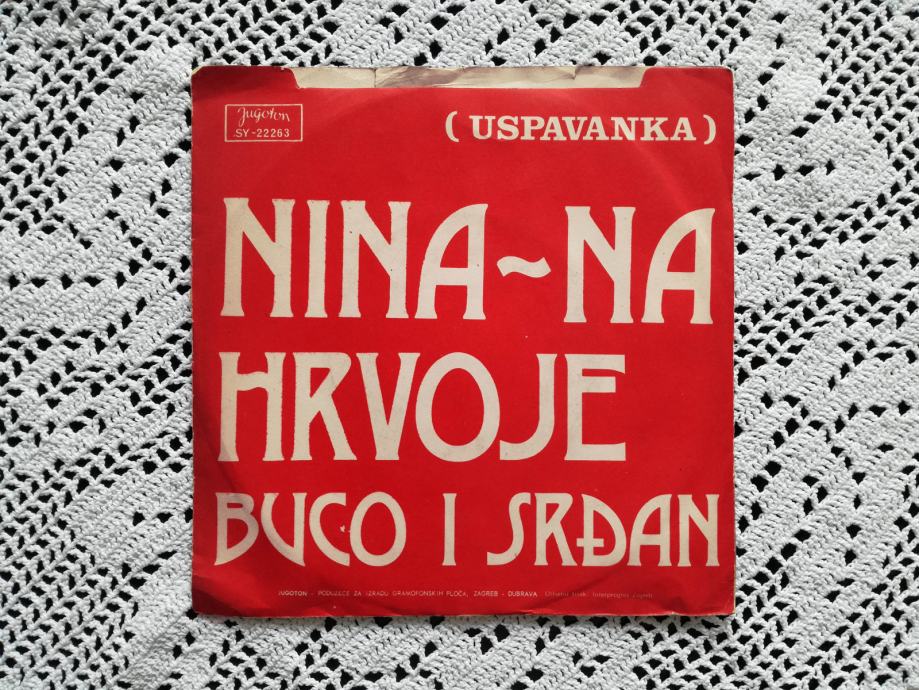 Jugoton
SY-22263
( USPAVANKA )
NINA~NA
HRVOJE
BUCO I SRĐAN
JUGOTON - PODUZEĆE ZA IZRADU GRAMOFONSKIH PLOČA, ZAGREB - DUBRAVA